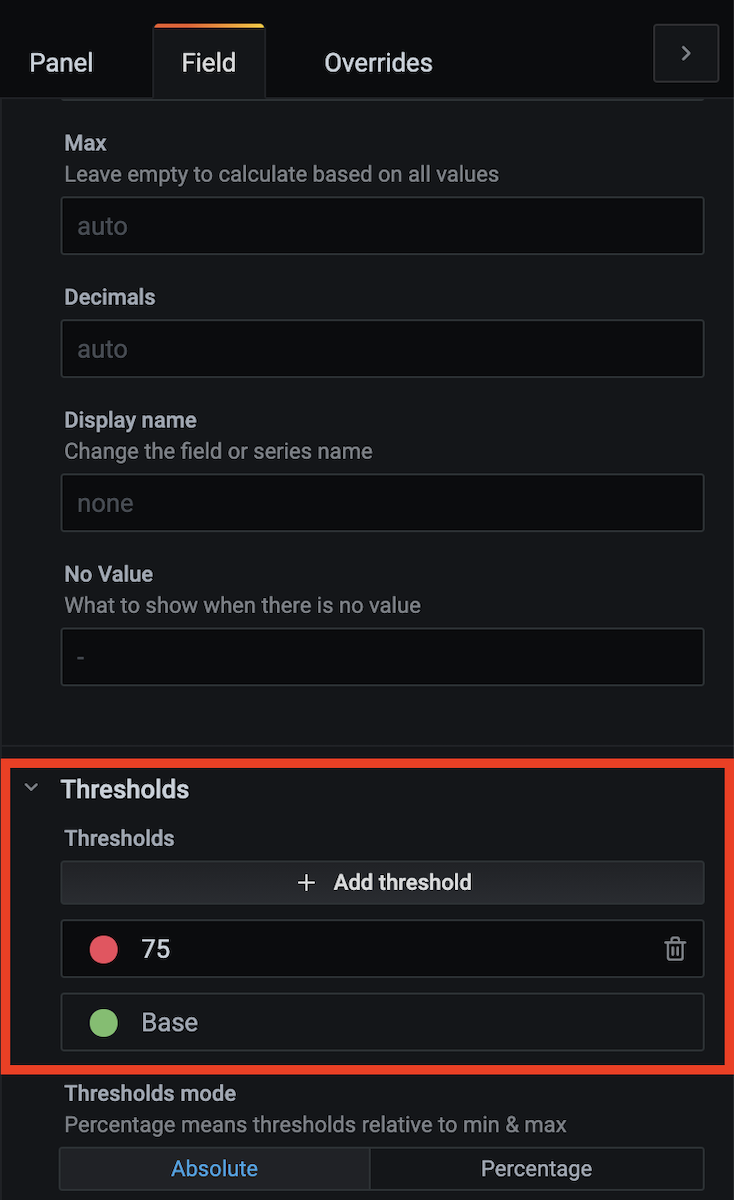 Panel
Field
Overrides
Max
Leave empty to calculate based on all values
auto
Decimals
auto
Display name
Change the field or series name
none
No Value
What to show when there is no value
-
Thresholds
Thresholds
+ Add threshold
75
Base
Thresholds mode
Percentage means thresholds relative to min & max
Absolute
Percentage